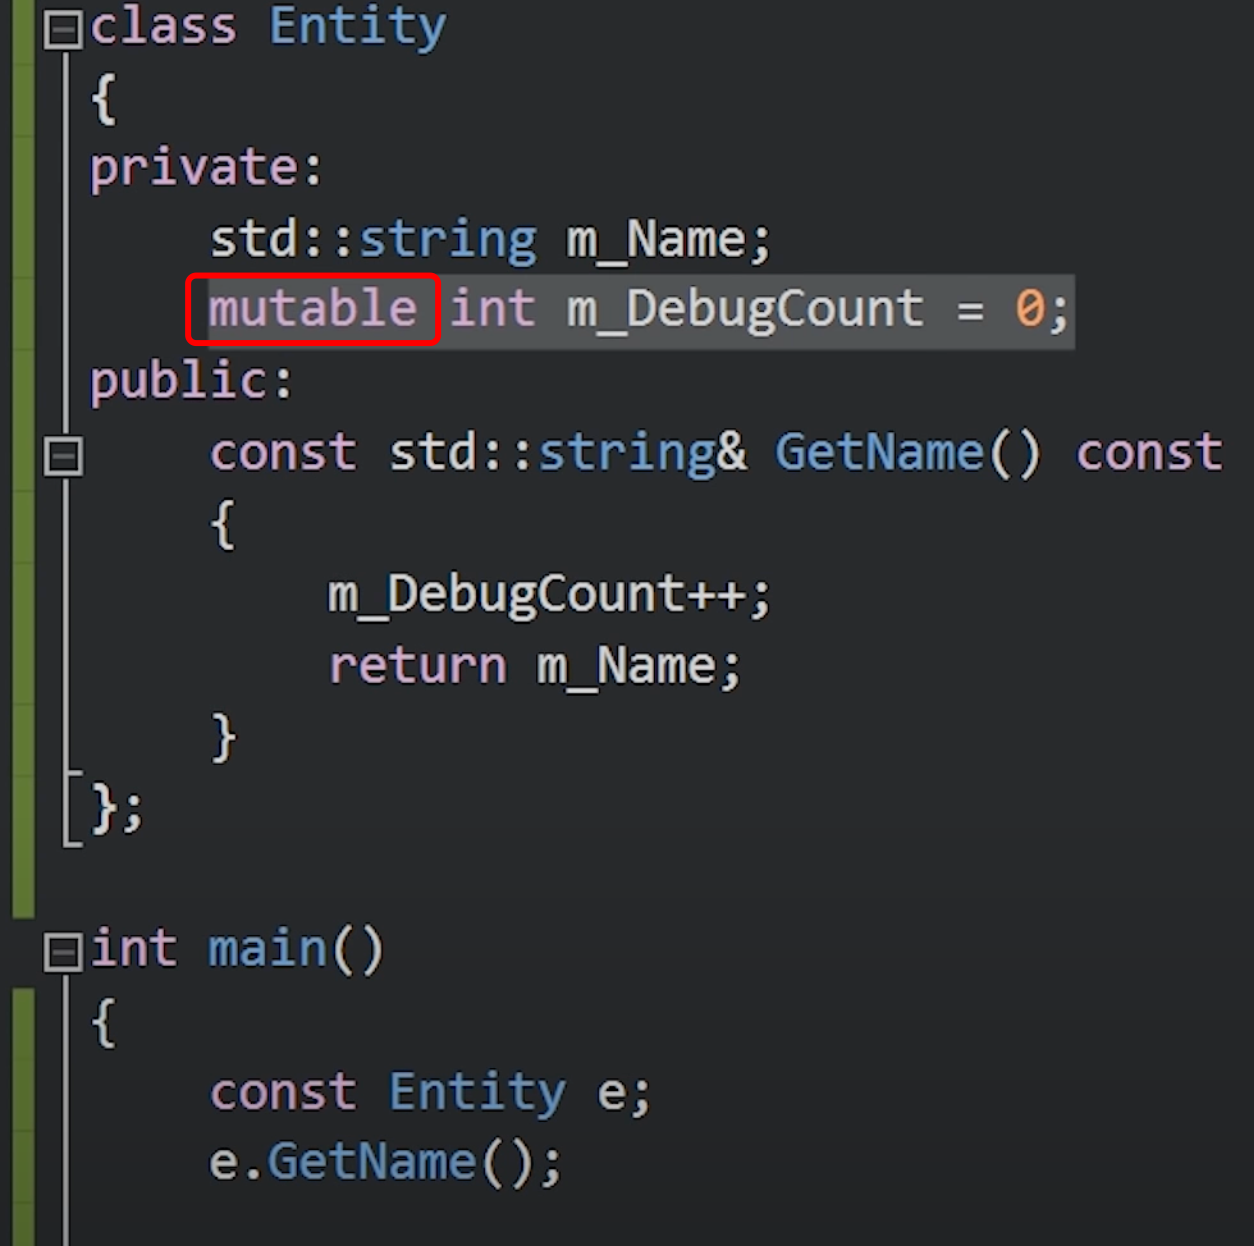 class Entity
{
private:
    std::string m_Name;
    mutable int m_DebugCount = 0;
public:
    const std::string& GetName() const
    {
        m_DebugCount++;
        return m_Name;
    }
};

int main()
{
    const Entity e;
    e.GetName();